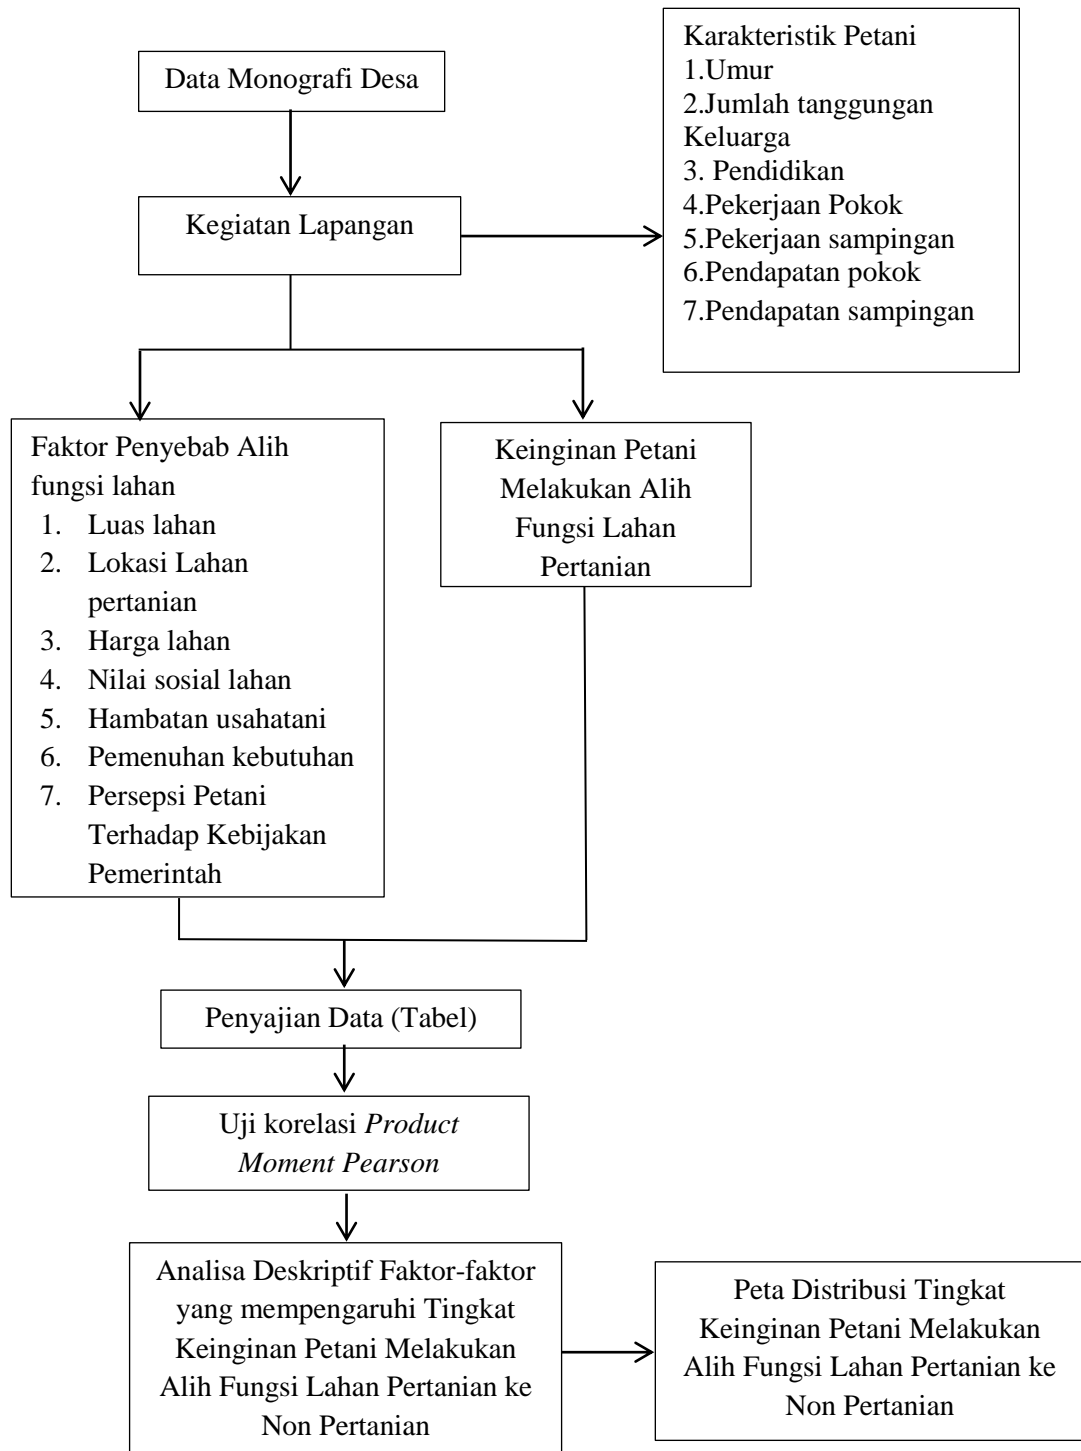 Data Monografi Desa
Karakteristik Petani
1.Umur
2.Jumlah tanggungan
Keluarga
3. Pendidikan
4.Pekerjaan Pokok
5.Pekerjaan sampingan
6.Pendapatan pokok
7.Pendapatan sampingan
Kegiatan Lapangan
Faktor Penyebab Alih
fungsi lahan
1. Luas lahan
2. Lokasi Lahan
pertanian
3. Harga lahan
4. Nilai sosial lahan
5. Hambatan usahatani
6. Pemenuhan kebutuhan
7. Persepsi Petani
Terhadap Kebijakan
Pemerintah
Keinginan Petani
Melakukan Alih
Fungsi Lahan
Pertanian
Penyajian Data (Tabel)
Uji korelasi Product
Moment Pearson
Analisa Deskriptif Faktor-faktor
yang mempengaruhi Tingkat
Keinginan Petani Melakukan
Alih Fungsi Lahan Pertanian ke
Non Pertanian
Peta Distribusi Tingkat
Keinginan Petani Melakukan
Alih Fungsi Lahan Pertanian ke
Non Pertanian